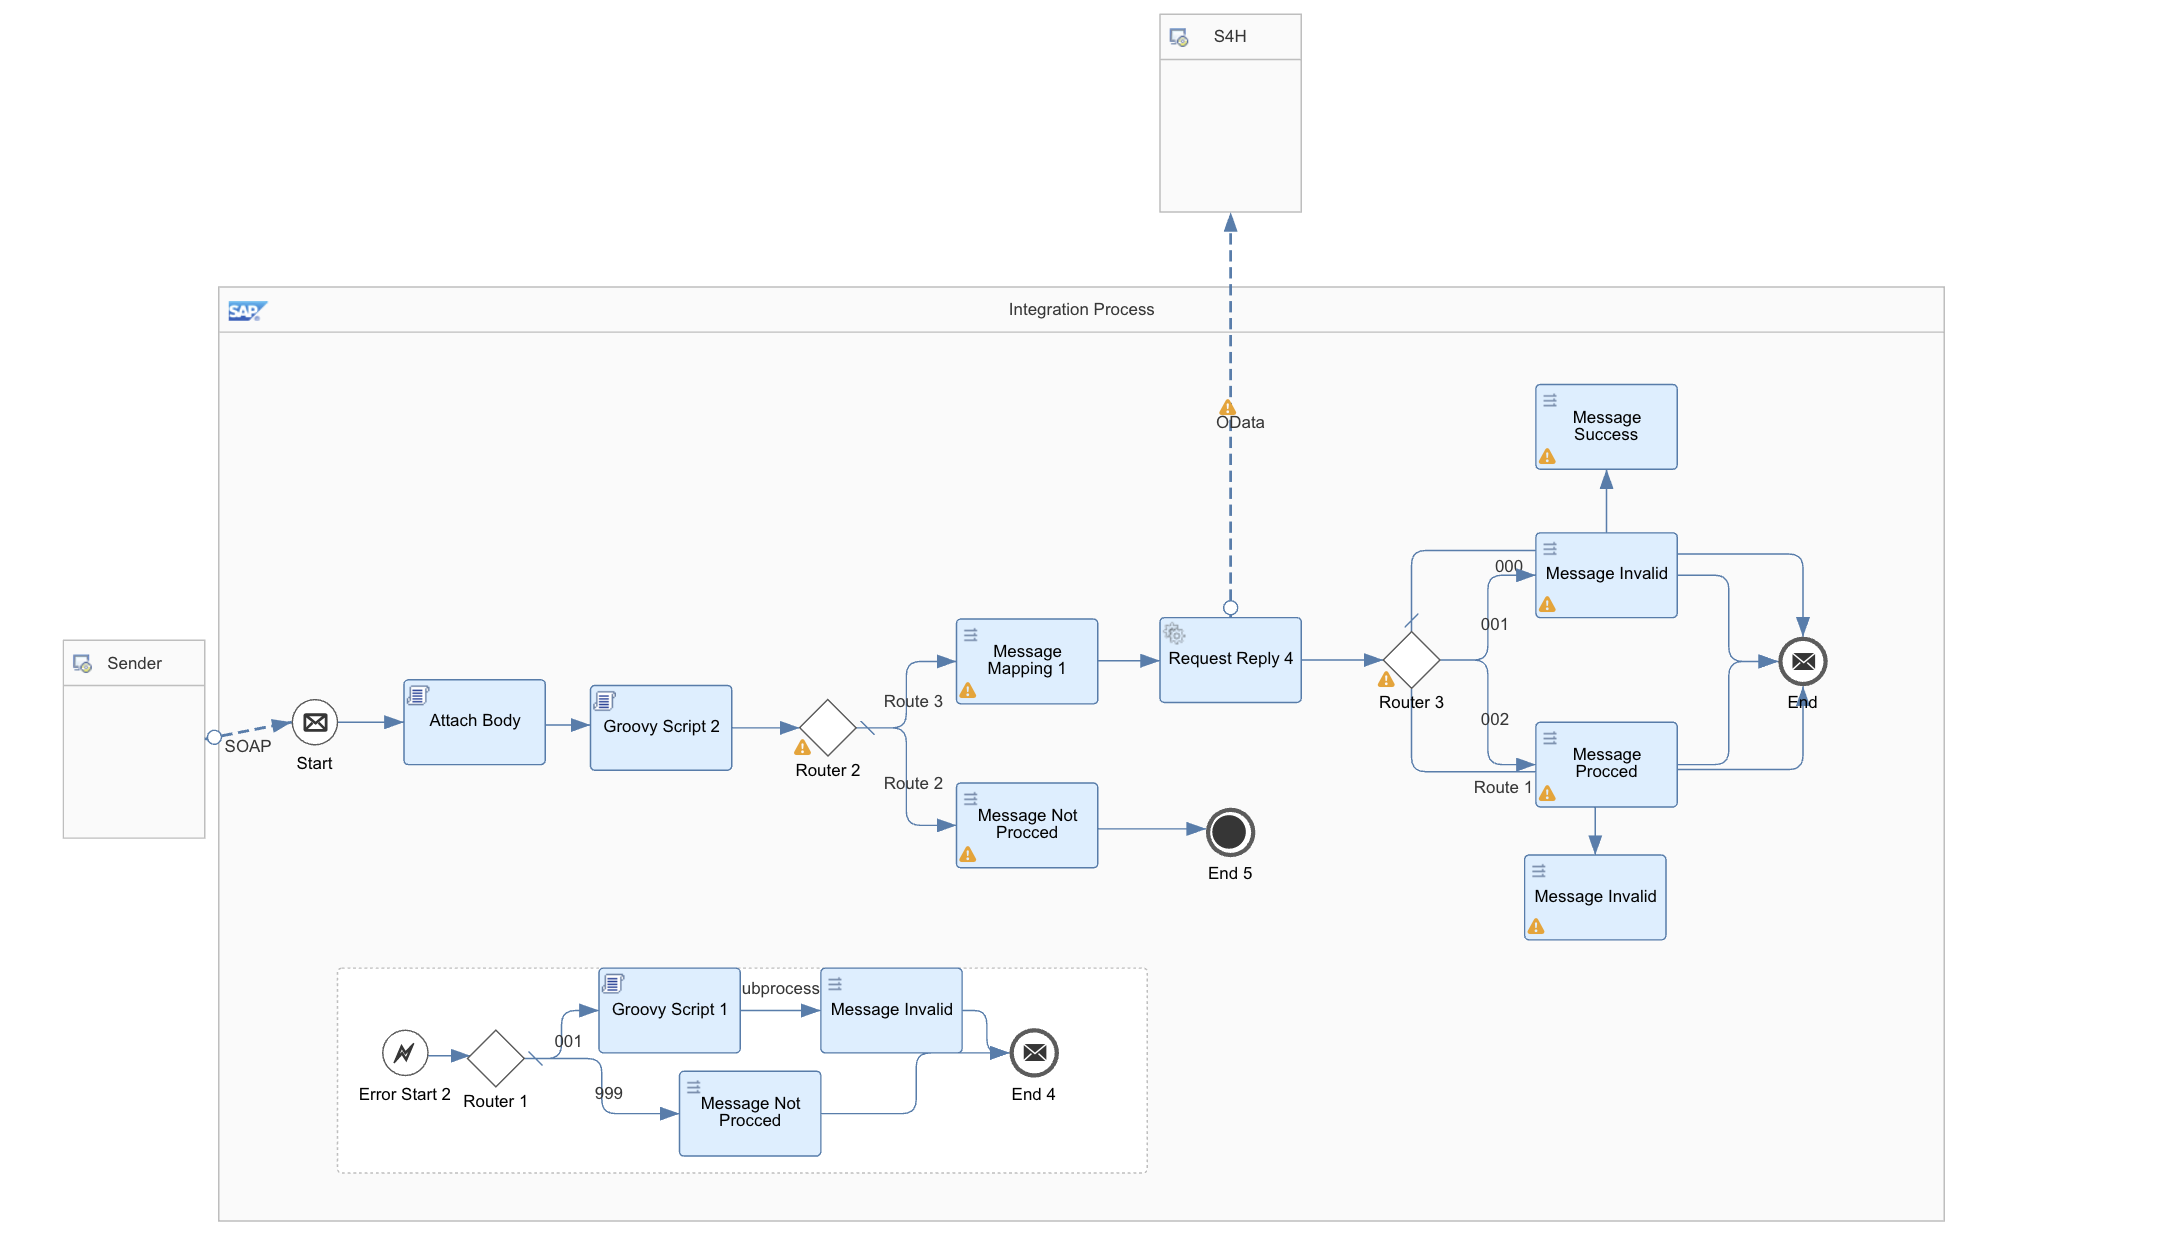 S4H
SAP
Integration Process
OData
Message
Success
000
Message Invalid
001
Sender
SOAP
Start
Attach Body
Groovy Script 2
Router 2
Route 3
Message
Mapping 1
Request Reply 4
Router 3
End
002
Message
Procced
Route 1
Route 2
Message Not
Procced
End 5
Message Invalid
Error Start 2
Router 1
001
Groovy Script 1
ubprocess
Message Invalid
999
Message Not
Procced
End 4